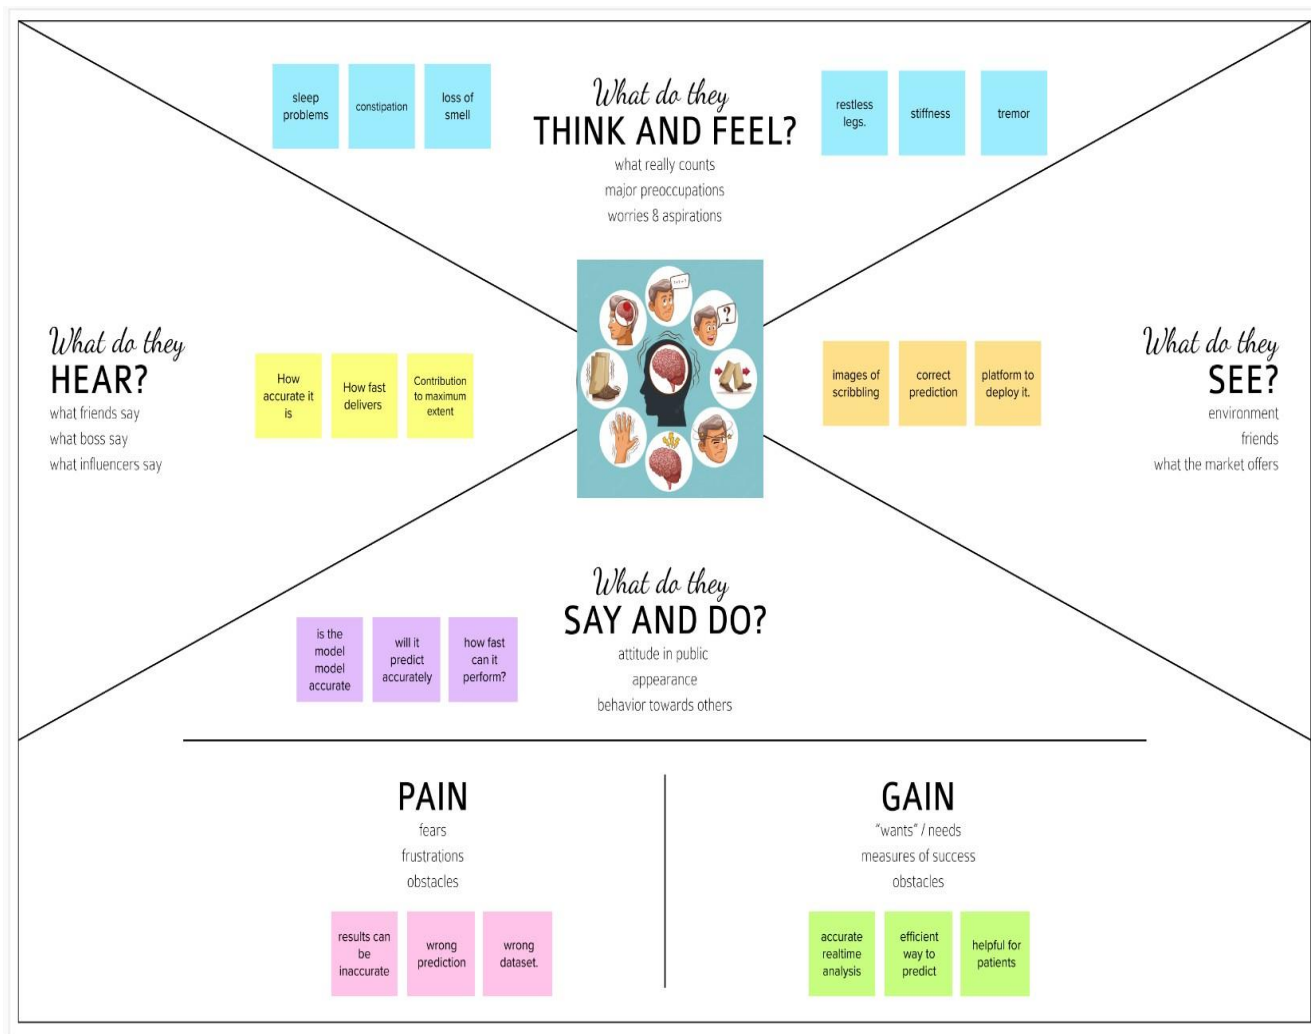 sleep
problems
constipation
loss of
smell
What do they
THINK AND FEEL?
what really counts
major preoccupations
worries & aspirations
restless
legs.
stiffness
tremor
What do they
HEAR?
what friends say
what boss say
what influencers say
How
accurate it
is
How fast
delivers
Contribution
to maximum
extent
?
images of
scribbling
correct
prediction
platform to
deploy it.
What do they
SEE?
environment
friends
what the market offers
What do they
SAY AND DO?
attitude in public
appearance
behavior towards others
is the
model
model
accurate
will it
predict
accurately
how fast
can it
perform?
PAIN
fears
frustrations
obstacles
results can
be
inaccurate
wrong
prediction
wrong
dataset.
GAIN
“wants” / needs
measures of success
obstacles
accurate
realtime
analysis
efficient
way to
predict
helpful for
patients